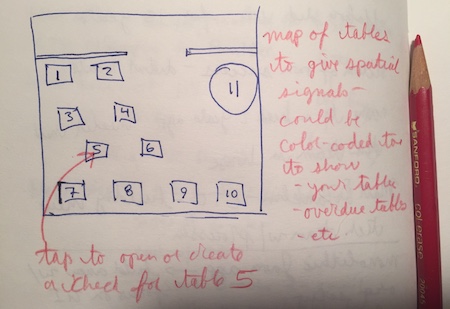 map of tables
to give spatial
signals -
could be
color-coded too
to show
- your tables
- overdue tables
- etc
1 2
11
3 4
5 6
7 8 9 10
tap to open or create
a check for table 5
SANFORD col-erase